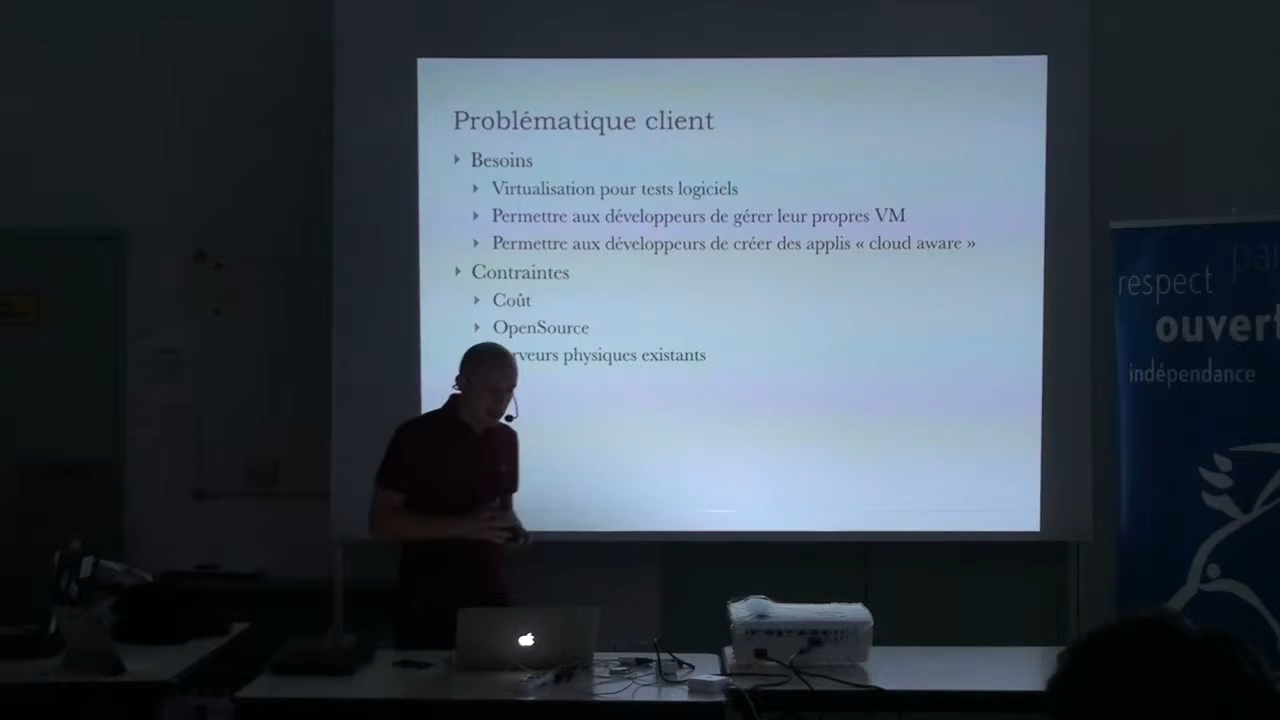 Problématique client
Besoins
Virtualisation pour tests logiciels
Permettre aux développeurs de gérer leur propres VM
Permettre aux développeurs de créer des applis « cloud aware »
Contraintes
Coût
OpenSource
rveurs physiques existants
respect
ouvert
indépendance